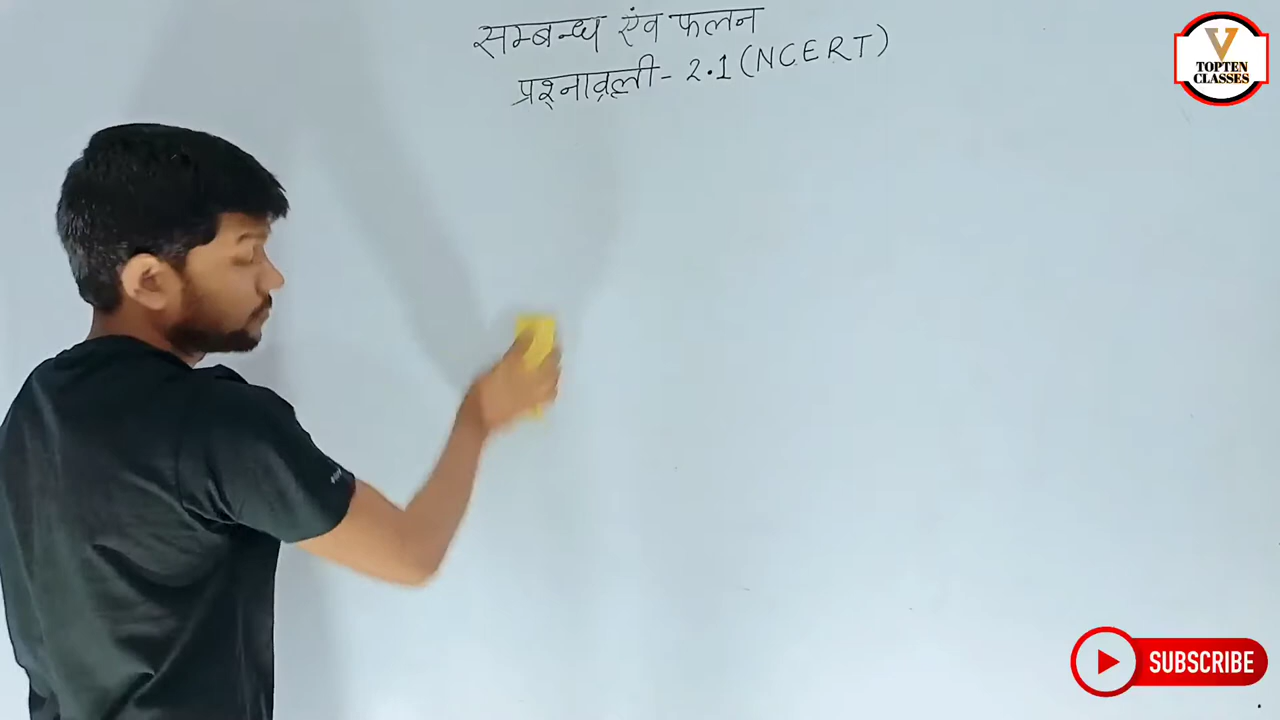 सम्बन्ध एंव फलन
प्रश्नावली - 2.1 (NCERT)
V
TOPTEN
CLASSES
SUBSCRIBE